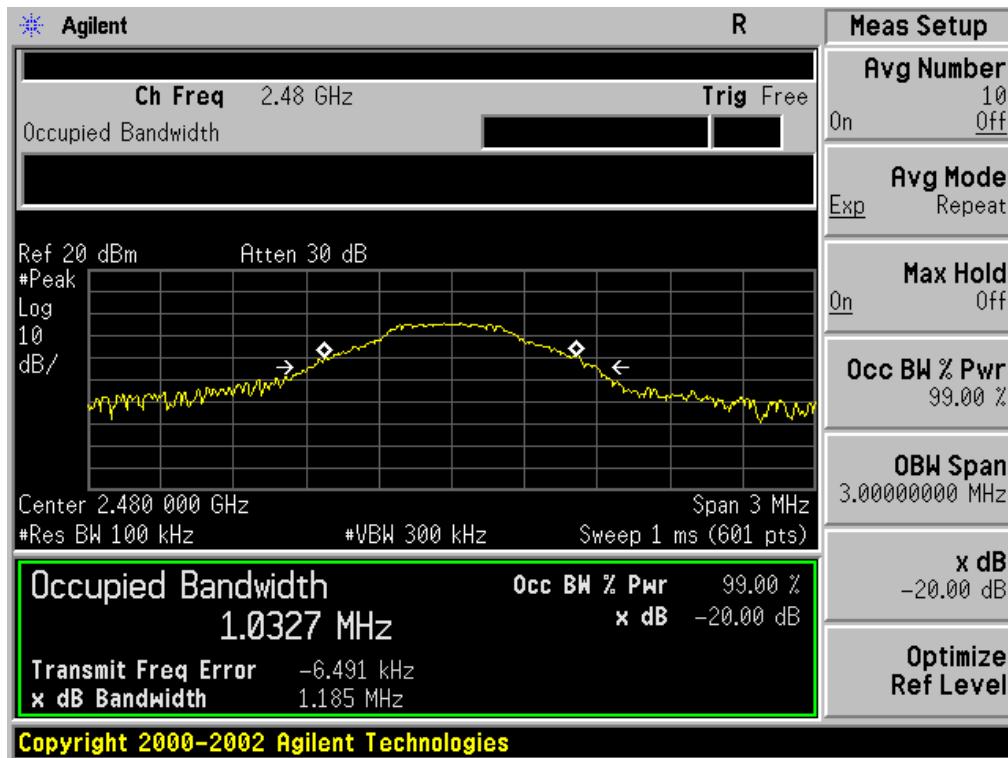 Agilent R Meas Setup
Ch Freq 2.48 GHz Trig Free
Occupied Bandwidth
Ref 20 dBm Atten 30 dB
#Peak
Log
10
dB/
Center 2.480 000 GHz Span 3 MHz
#Res BW 100 kHz #VBW 300 kHz Sweep 1 ms (601 pts)
Occupied Bandwidth Occ BW % Pwr 99.00 %
1.0327 MHz x dB -20.00 dB
Transmit Freq Error -6.491 kHz
x dB Bandwidth 1.185 MHz
Avg Number
10
On Off
Avg Mode
Exp Repeat
Max Hold
On Off
Occ BW % Pwr
99.00 %
OBW Span
3.00000000 MHz
x dB
-20.00 dB
Optimize
Ref Level
Copyright 2000-2002 Agilent Technologies